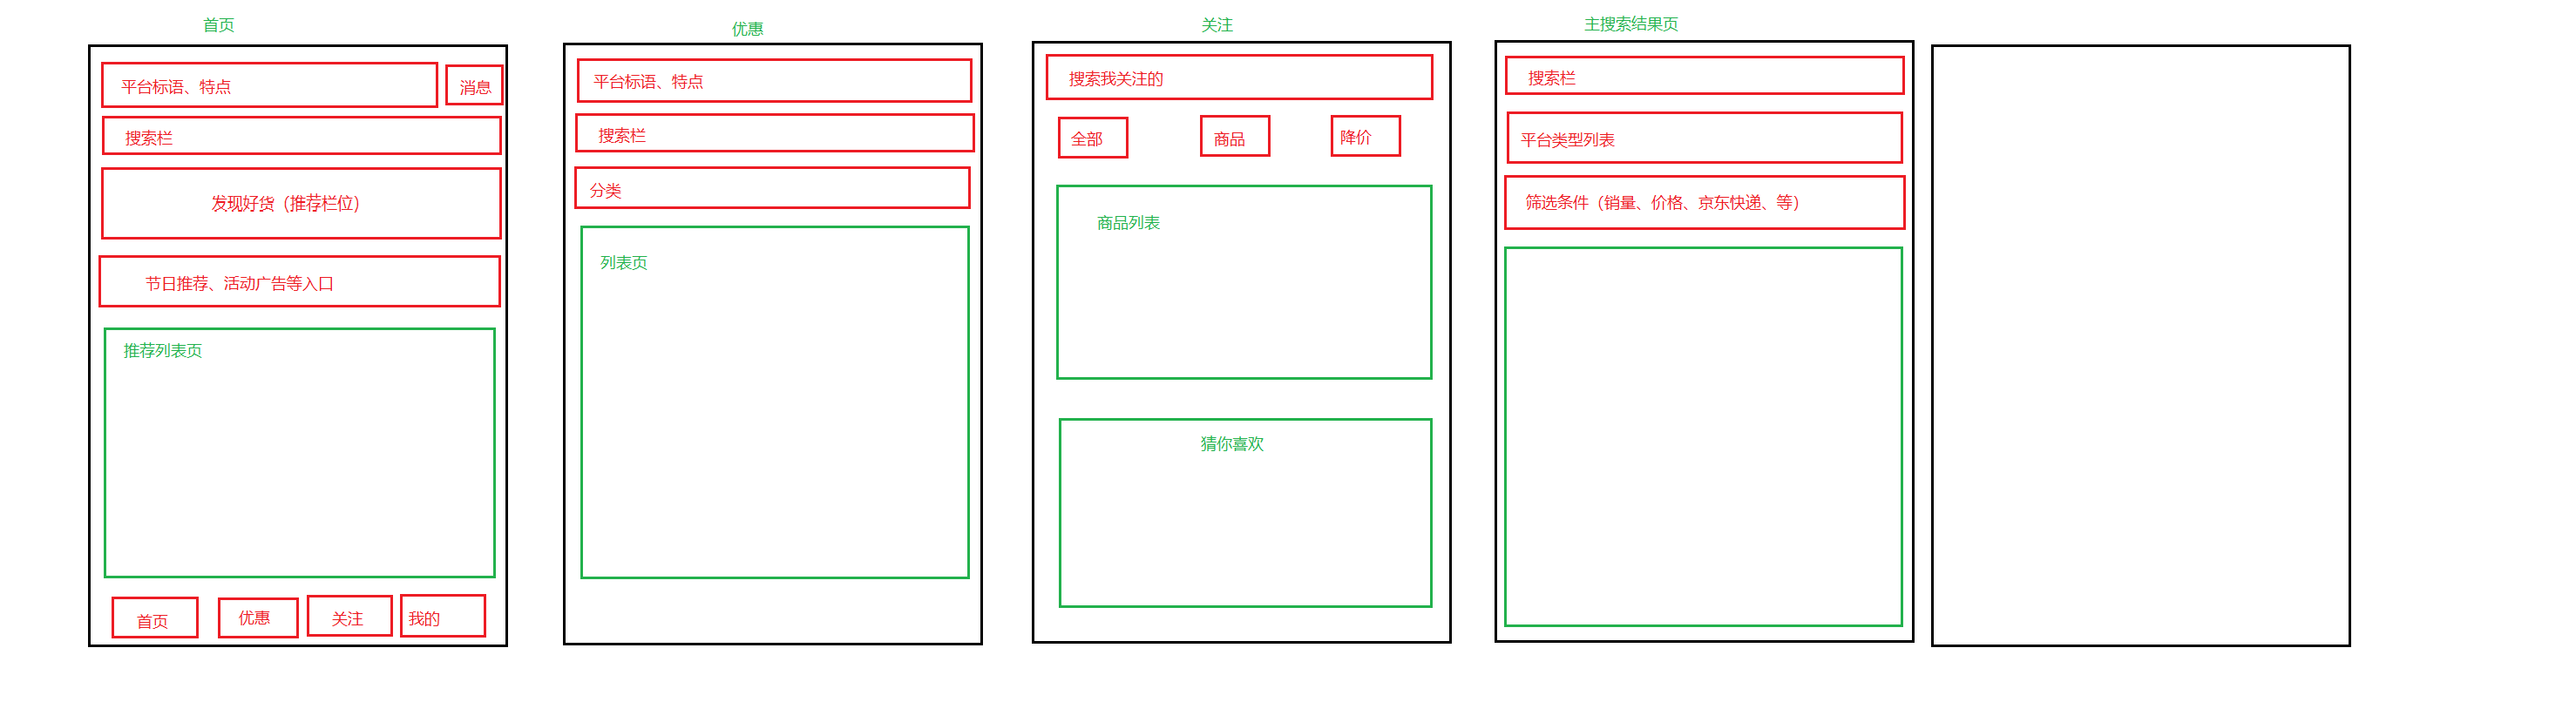 首页
平台标语、特点
消息
搜索栏
发现好货（推荐栏位）
节日推荐、活动广告等入口
推荐列表页
首页
优惠
关注
我的
优惠
平台标语、特点
搜索栏
分类
列表页
关注
搜索我关注的
全部
商品
降价
商品列表
猜你喜欢
主搜索结果页
搜索栏
平台类型列表
筛选条件（销量、价格、京东快递、等）